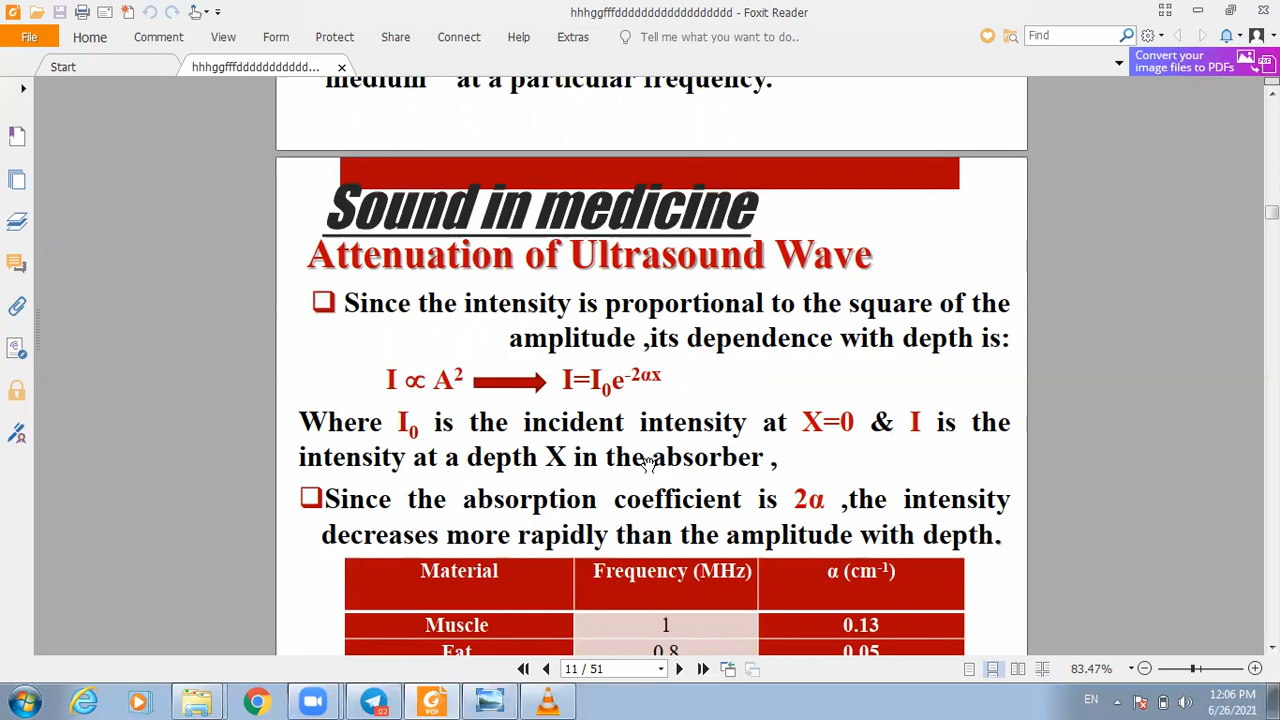 hhhggfffdddddddddddddddddd - Foxit Reader
File Home Comment View Form Protect Share Connect Help Extras Tell me what you want to do.. Find
Start hhhggfffddddddddddd...
Convert your
image files to PDFs
medium at a particular frequency.
Sound in medicine
Attenuation of Ultrasound Wave
Since the intensity is proportional to the square of the
amplitude ,its dependence with depth is:
I ∝ A² I=I₀e^-2αx
Where I₀ is the incident intensity at X=0 & I is the
intensity at a depth X in the absorber ,
Since the absorption coefficient is 2α ,the intensity
decreases more rapidly than the amplitude with depth.
Material Frequency (MHz) α (cm⁻¹)
Muscle 1 0.13
Fat 0.8 0.05
11 / 51 83.47%
EN 12:06 PM
6/26/2021